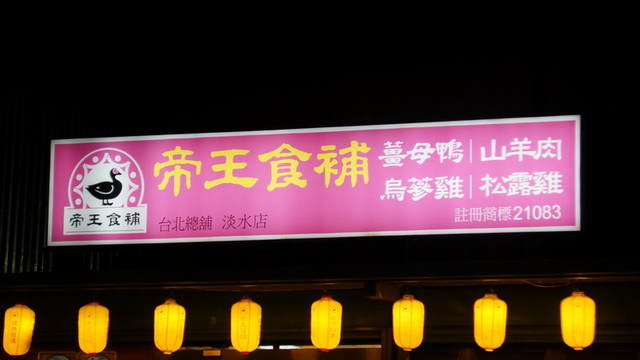 帝王食補
帝王食補
台北總舖 淡水店
薑母鴨 山羊肉
烏蔘雞 松露雞
註冊商標21083